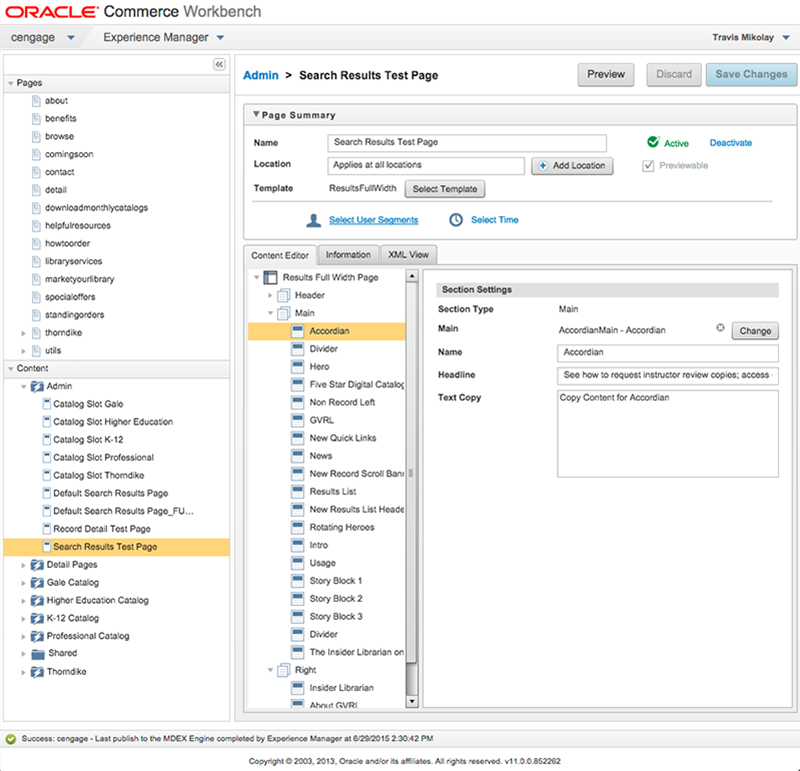 ORACLE® Commerce Workbench
cengage Experience Manager Travis Mikolay
Pages
about
benefits
browse
comingsoon
contact
detail
downloadmonthlycatalogs
helpfulresources
howtoorder
libraryservices
marketyourlibrary
specialoffers
standingorders
thorndike
utils
Content
Admin
Catalog Slot Gale
Catalog Slot Higher Education
Catalog Slot K-12
Catalog Slot Professional
Catalog Slot Thorndike
Default Search Results Page
Default Search Results Page_FU...
Record Detail Test Page
Search Results Test Page
Detail Pages
Gale Catalog
Higher Education Catalog
K-12 Catalog
Professional Catalog
Shared
Thorndike
Admin > Search Results Test Page Preview Discard Save Changes
Page Summary
Name Search Results Test Page Active Deactivate
Location Applies at all locations Add Location Previewable
Template ResultsFullWidth Select Template
Select User Segments Select Time
Content Editor Information XML View
Results Full Width Page
Header
Main
Accordian
Divider
Hero
Five Star Digital Catalog
Non Record Left
GVRL
New Quick Links
News
New Record Scroll Bann
Results List
New Results List Heade
Rotating Heroes
Intro
Usage
Story Block 1
Story Block 2
Story Block 3
Divider
The Insider Librarian on
Right
Insider Librarian
About GVRL
Section Settings
Section Type Main
Main AccordianMain - Accordian Change
Name Accordian
Headline See how to request instructor review copies; access
Text Copy Copy Content for Accordian
Success: cengage - Last publish to the MDEX Engine completed by Experience Manager at 6/29/2015 2:30:42 PM
Copyright © 2003, 2013, Oracle and/or its affiliates. All rights reserved. v11.0.0.852262